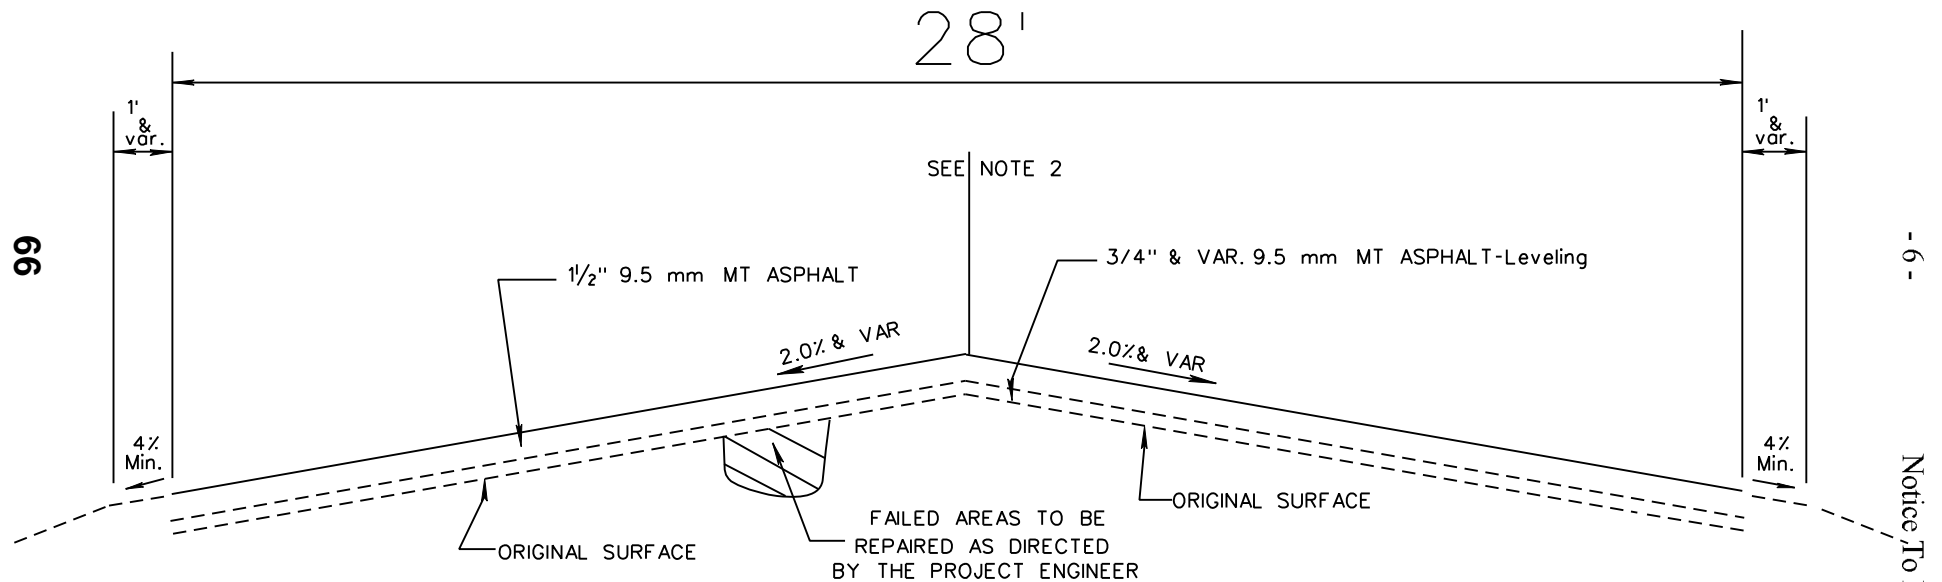 28'
1'
&
var.
1'
&
var.
SEE NOTE 2
3/4" & VAR. 9.5 mm MT ASPHALT-Leveling
1½" 9.5 mm MT ASPHALT
2.0% & VAR
2.0%& VAR
4%
Min.
4%
Min.
ORIGINAL SURFACE
FAILED AREAS TO BE
REPAIRED AS DIRECTED
BY THE PROJECT ENGINEER
ORIGINAL SURFACE
66
- 6 -
Notice To